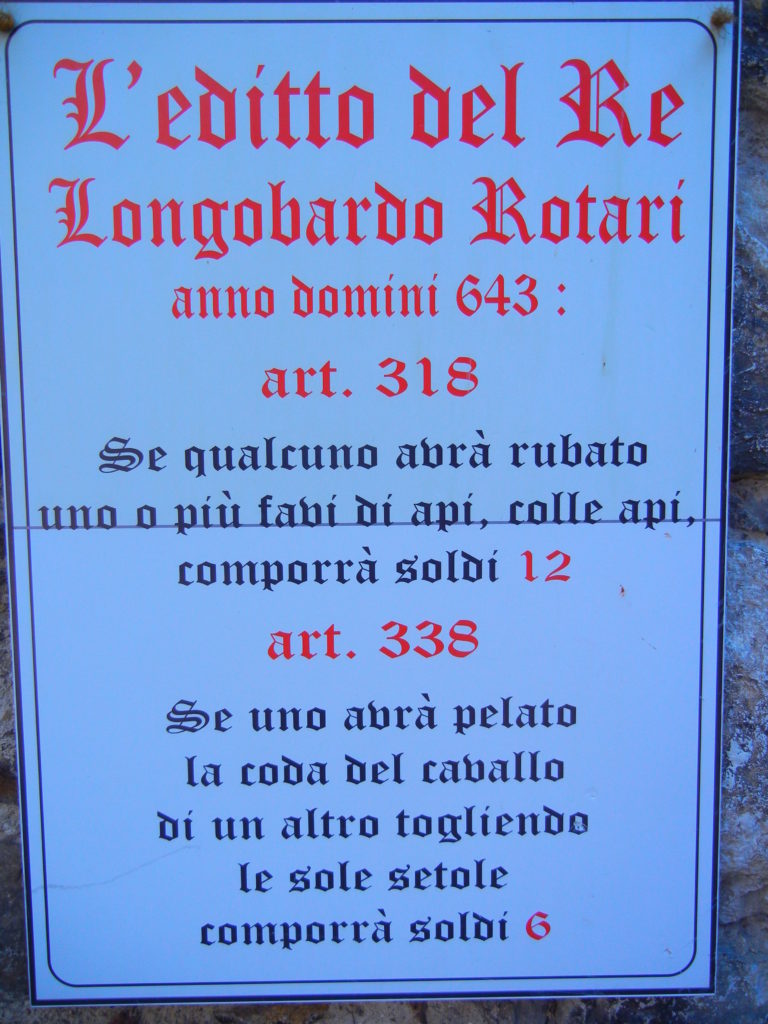 L'editto del Re
Longobardo Rotari
anno domini 643 :
art. 318
Se qualcuno avrà rubato
uno o più favi di api, colle api,
comporrà soldi 12
art. 338
Se uno avrà pelato
la coda del cavallo
di un altro togliendo
le sole setole
comporrà soldi 6